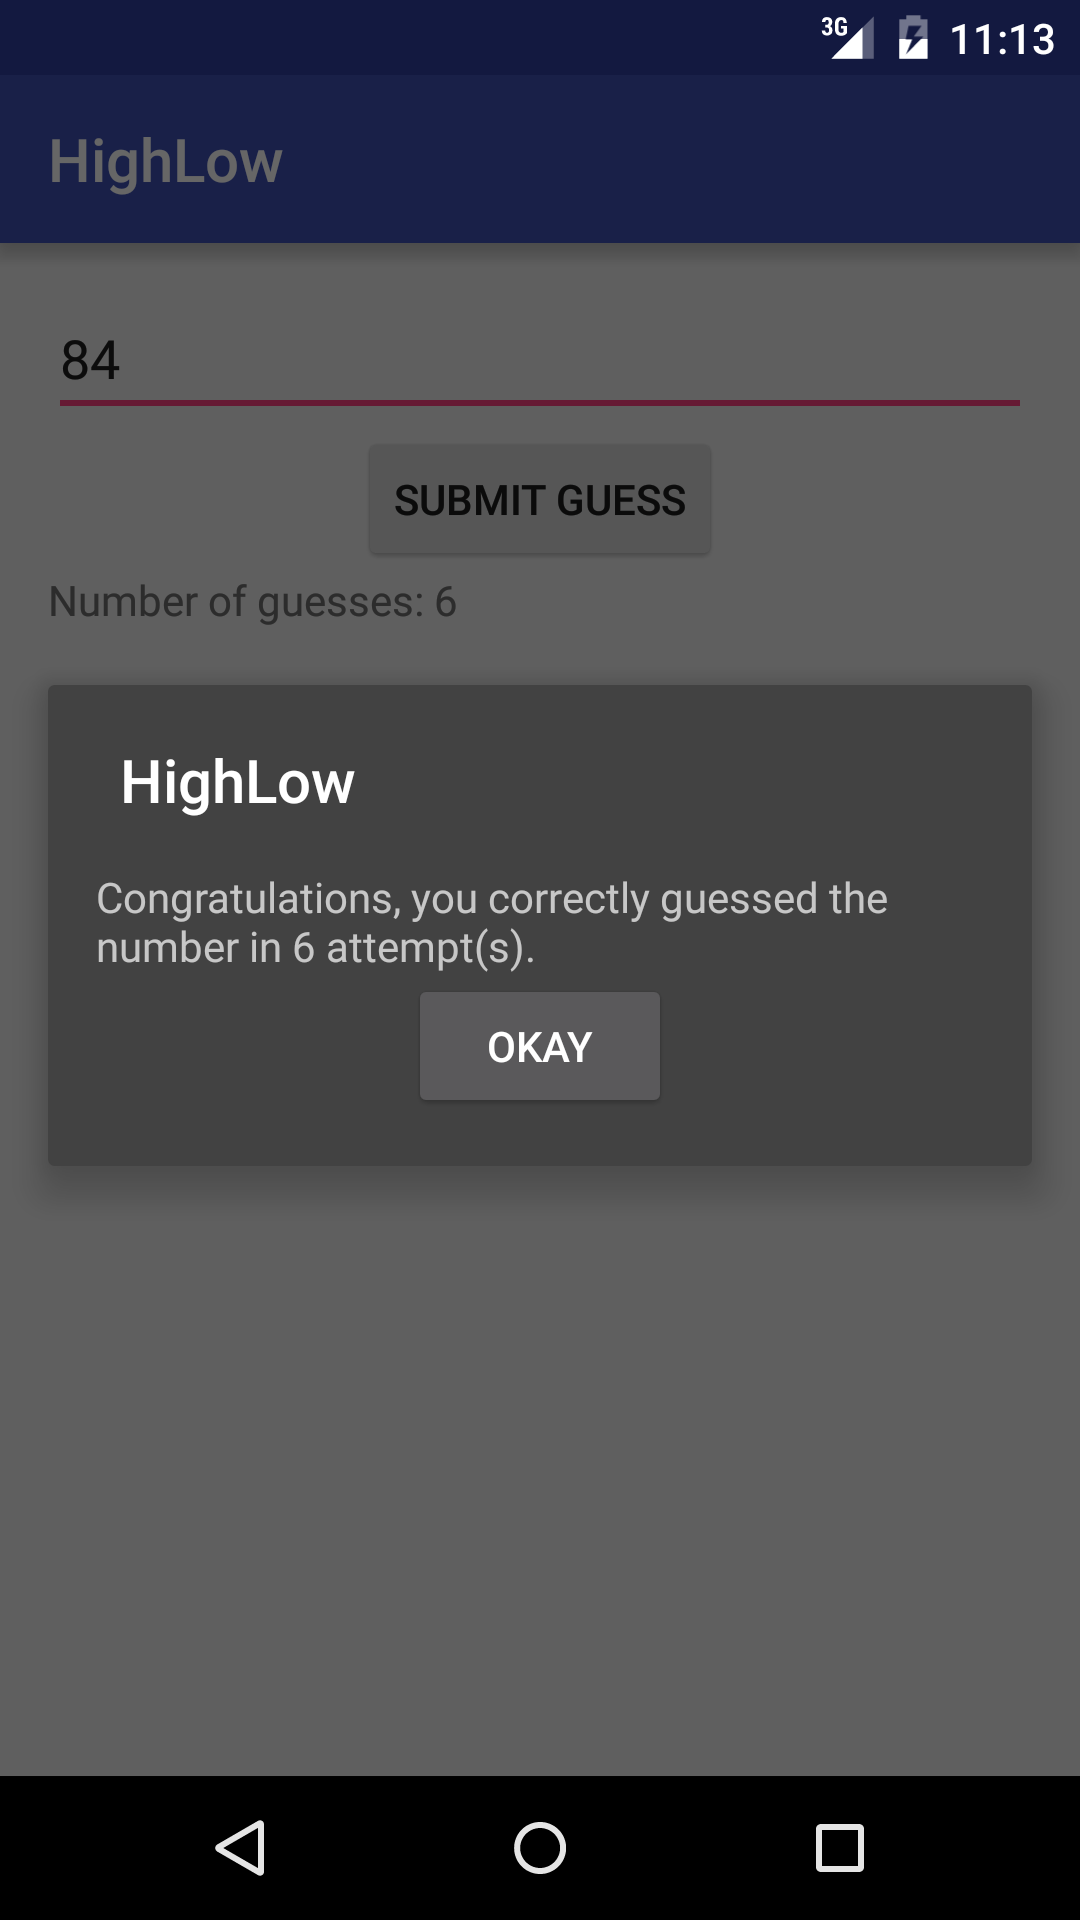 3G 11:13
HighLow
84
SUBMIT GUESS
Number of guesses: 6
HighLow
Congratulations, you correctly guessed the
number in 6 attempt(s).
OKAY